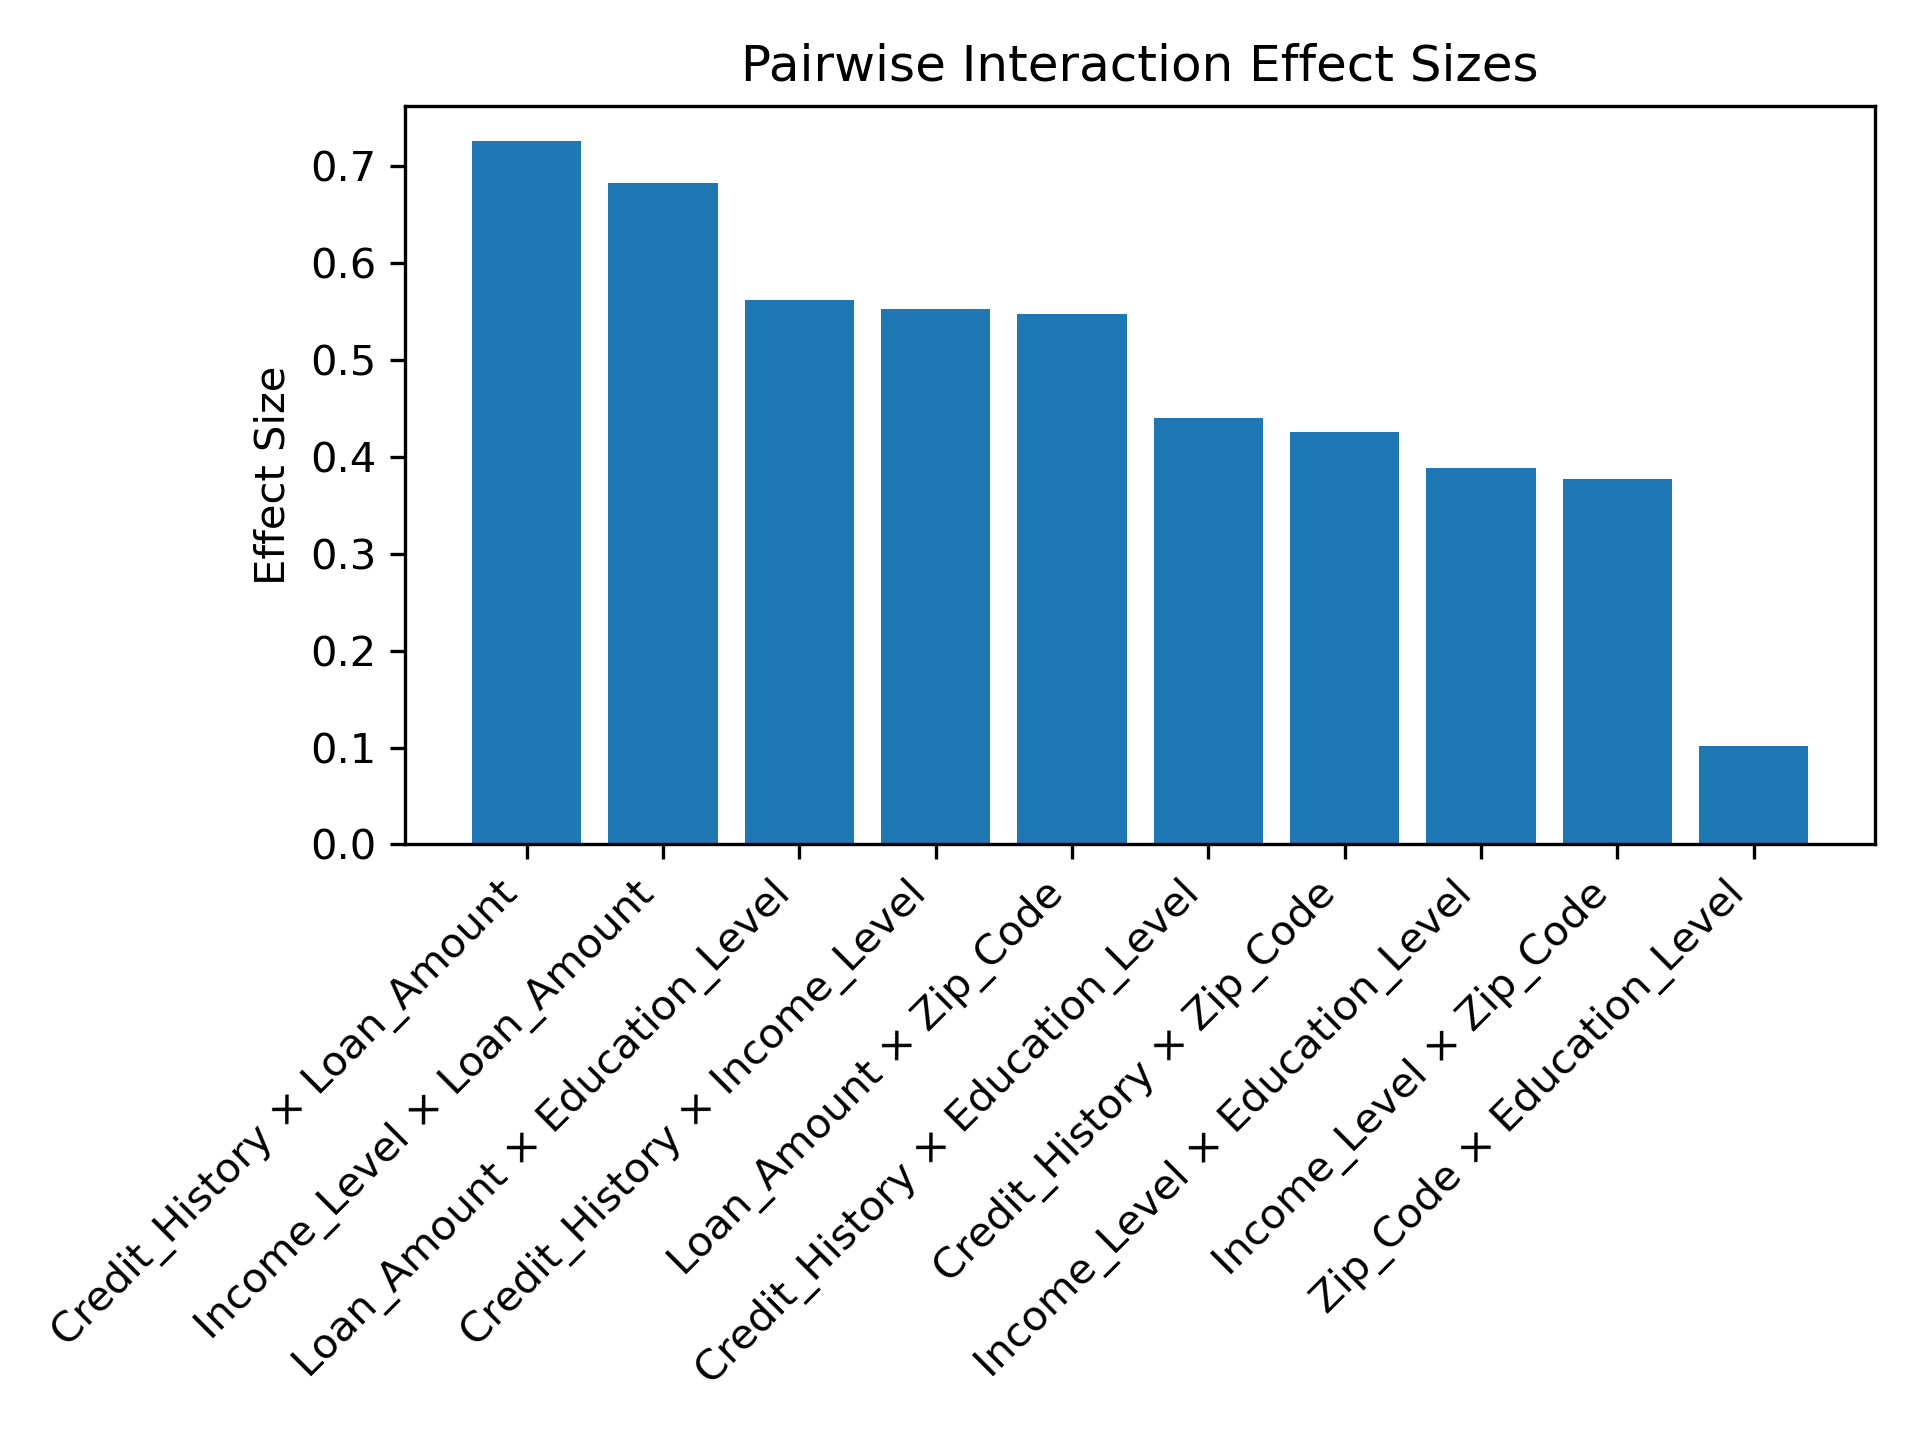 Pairwise Interaction Effect Sizes
Effect Size
0.7
0.6
0.5
0.4
0.3
0.2
0.1
0.0
Credit_History × Loan_Amount
Income_Level × Loan_Amount
Loan_Amount × Education_Level
Credit_History × Income_Level
Loan_Amount × Zip_Code
Credit_History × Education_Level
Credit_History × Zip_Code
Income_Level × Education_Level
Income_Level × Zip_Code
Zip_Code × Education_Level